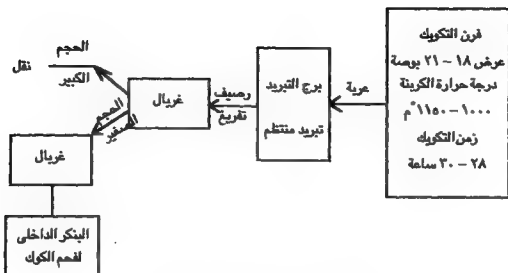 فرن التكويك
عرض ١٨ – ٢١ بوصة
درجة حرارة الكربنة
١٠٠٠ – ١١٥٠°م
زمن التكويك
٢٨ – ٣٠ ساعة
عربة
برج التبريد
تبريد منتظم
رصيف
تفريغ
غربال
الحجم
الكبير
نقل
الحجم
الصغير
غربال
البنكر الداخلى
لفحم الكوك